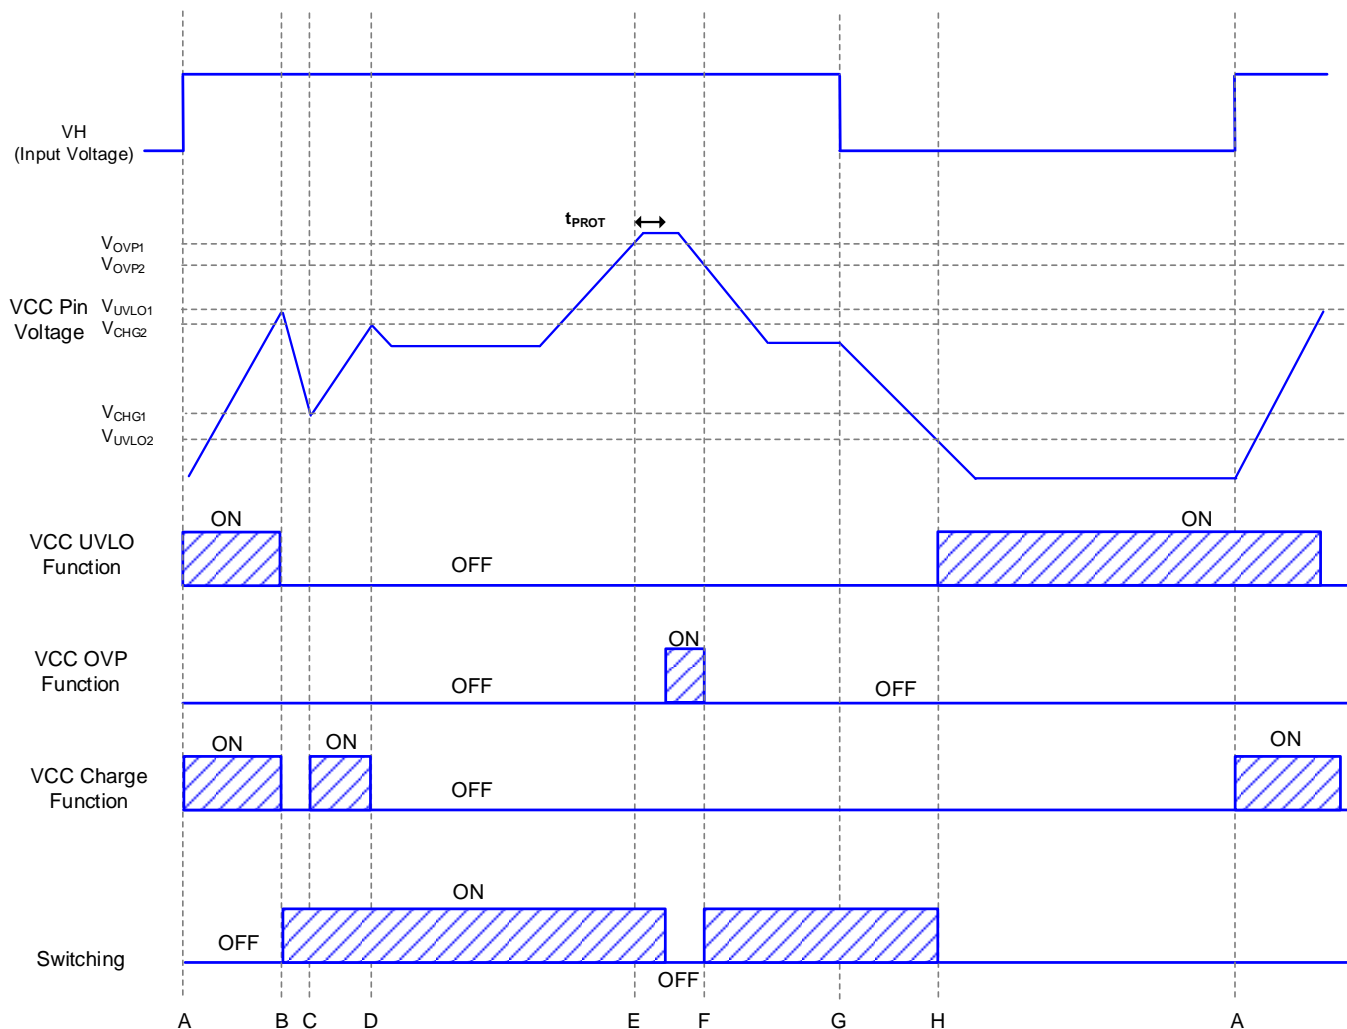 VH
(Input Voltage)
tPROT
VOVP1
VOVP2
VCC Pin
Voltage
VUVLO1
VCHG2
VCHG1
VUVLO2
VCC UVLO
Function
ON
OFF
ON
VCC OVP
Function
OFF
ON
OFF
VCC Charge
Function
ON
ON
OFF
ON
Switching
OFF
ON
OFF
A B C D E F G H A